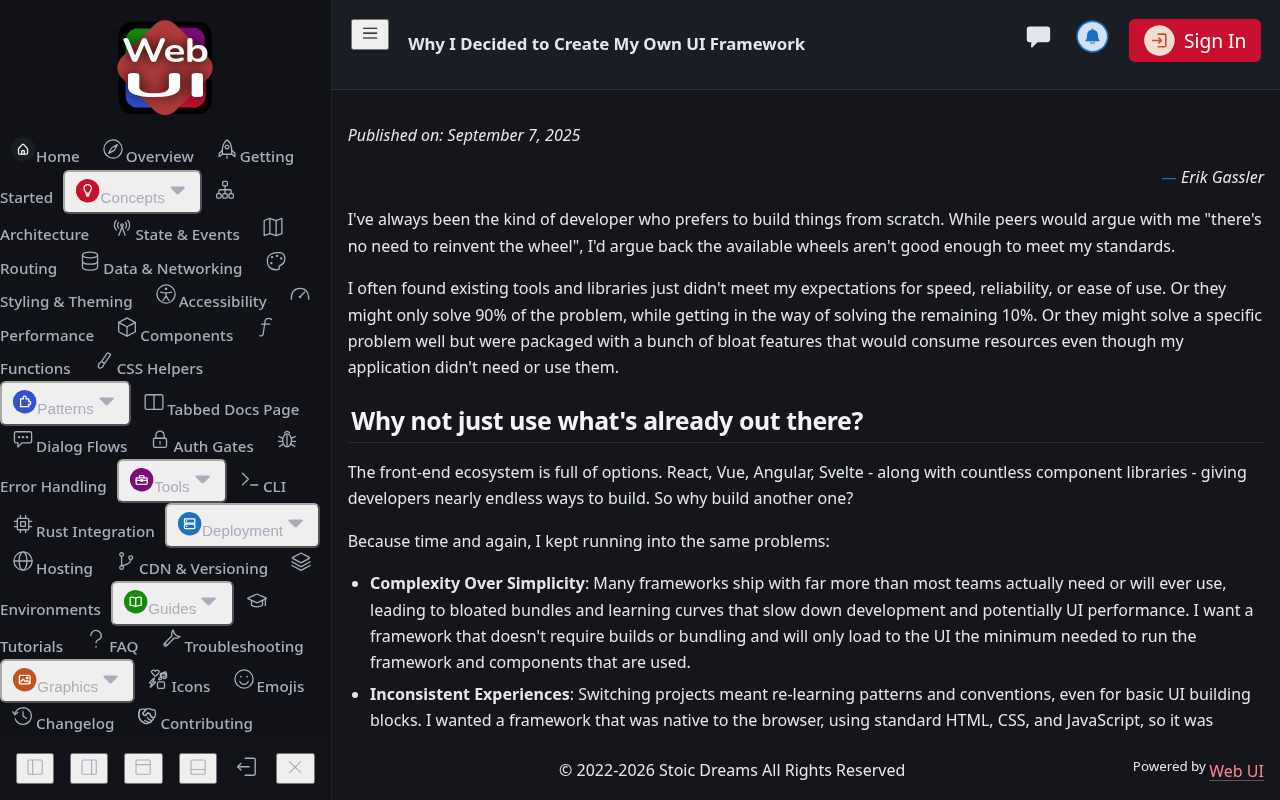 Web
UI
Home Overview Getting
Started Concepts
Architecture State & Events
Routing Data & Networking
Styling & Theming Accessibility
Performance Components
Functions CSS Helpers
Patterns Tabbed Docs Page
Dialog Flows Auth Gates
Error Handling Tools CLI
Rust Integration Deployment
Hosting CDN & Versioning
Environments Guides
Tutorials FAQ Troubleshooting
Graphics Icons Emojis
Changelog Contributing
Why I Decided to Create My Own UI Framework
Sign In
Published on: September 7, 2025
— Erik Gassler
I've always been the kind of developer who prefers to build things from scratch. While peers would argue with me "there's
no need to reinvent the wheel", I'd argue back the available wheels aren't good enough to meet my standards.
I often found existing tools and libraries just didn't meet my expectations for speed, reliability, or ease of use. Or they
might only solve 90% of the problem, while getting in the way of solving the remaining 10%. Or they might solve a specific
problem well but were packaged with a bunch of bloat features that would consume resources even though my
application didn't need or use them.
Why not just use what's already out there?
The front-end ecosystem is full of options. React, Vue, Angular, Svelte - along with countless component libraries - giving
developers nearly endless ways to build. So why build another one?
Because time and again, I kept running into the same problems:
• Complexity Over Simplicity: Many frameworks ship with far more than most teams actually need or will ever use,
leading to bloated bundles and learning curves that slow down development and potentially UI performance. I want a
framework that doesn't require builds or bundling and will only load to the UI the minimum needed to run the
framework and components that are used.
• Inconsistent Experiences: Switching projects meant re-learning patterns and conventions, even for basic UI building
blocks. I wanted a framework that was native to the browser, using standard HTML, CSS, and JavaScript, so it was
© 2022-2026 Stoic Dreams All Rights Reserved
Powered by Web UI